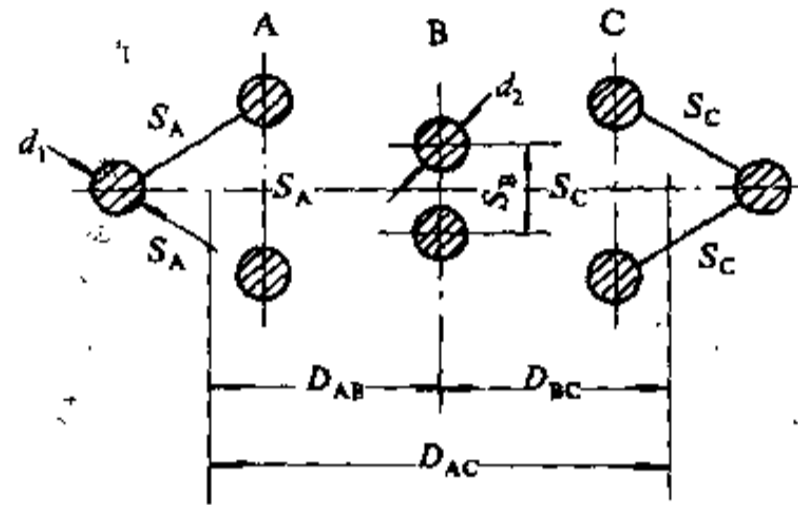 A B C
d₂
S_A S_C
d₁
S_A S_B S_C
S_A S_C
D_AB D_BC
D_AC